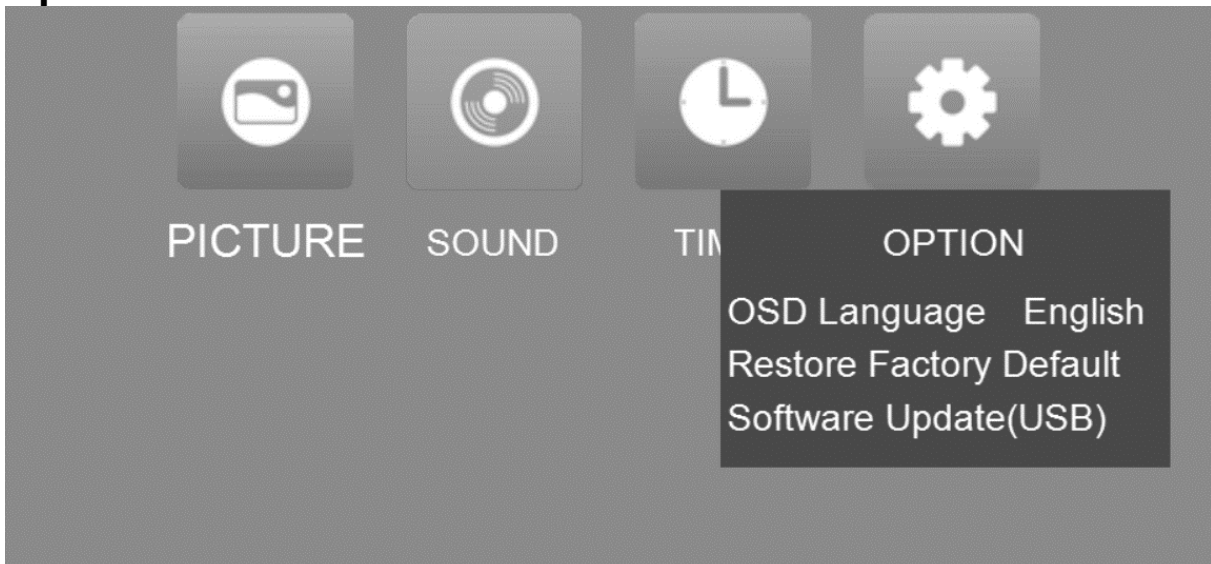 PICTURE SOUND TIM OPTION
OSD Language English
Restore Factory Default
Software Update(USB)